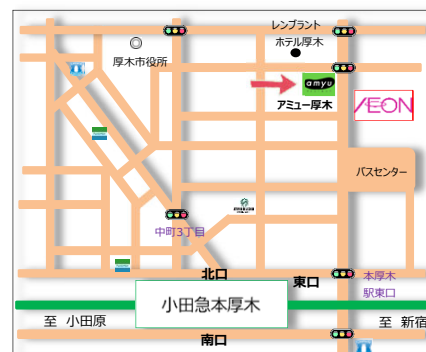 レンブラント
ホテル厚木
厚木市役所
amyu
アミュー厚木
ÆON
バスセンター
中町3丁目
北口
東口
本厚木
駅東口
小田急本厚木
至 小田原
至 新宿
南口